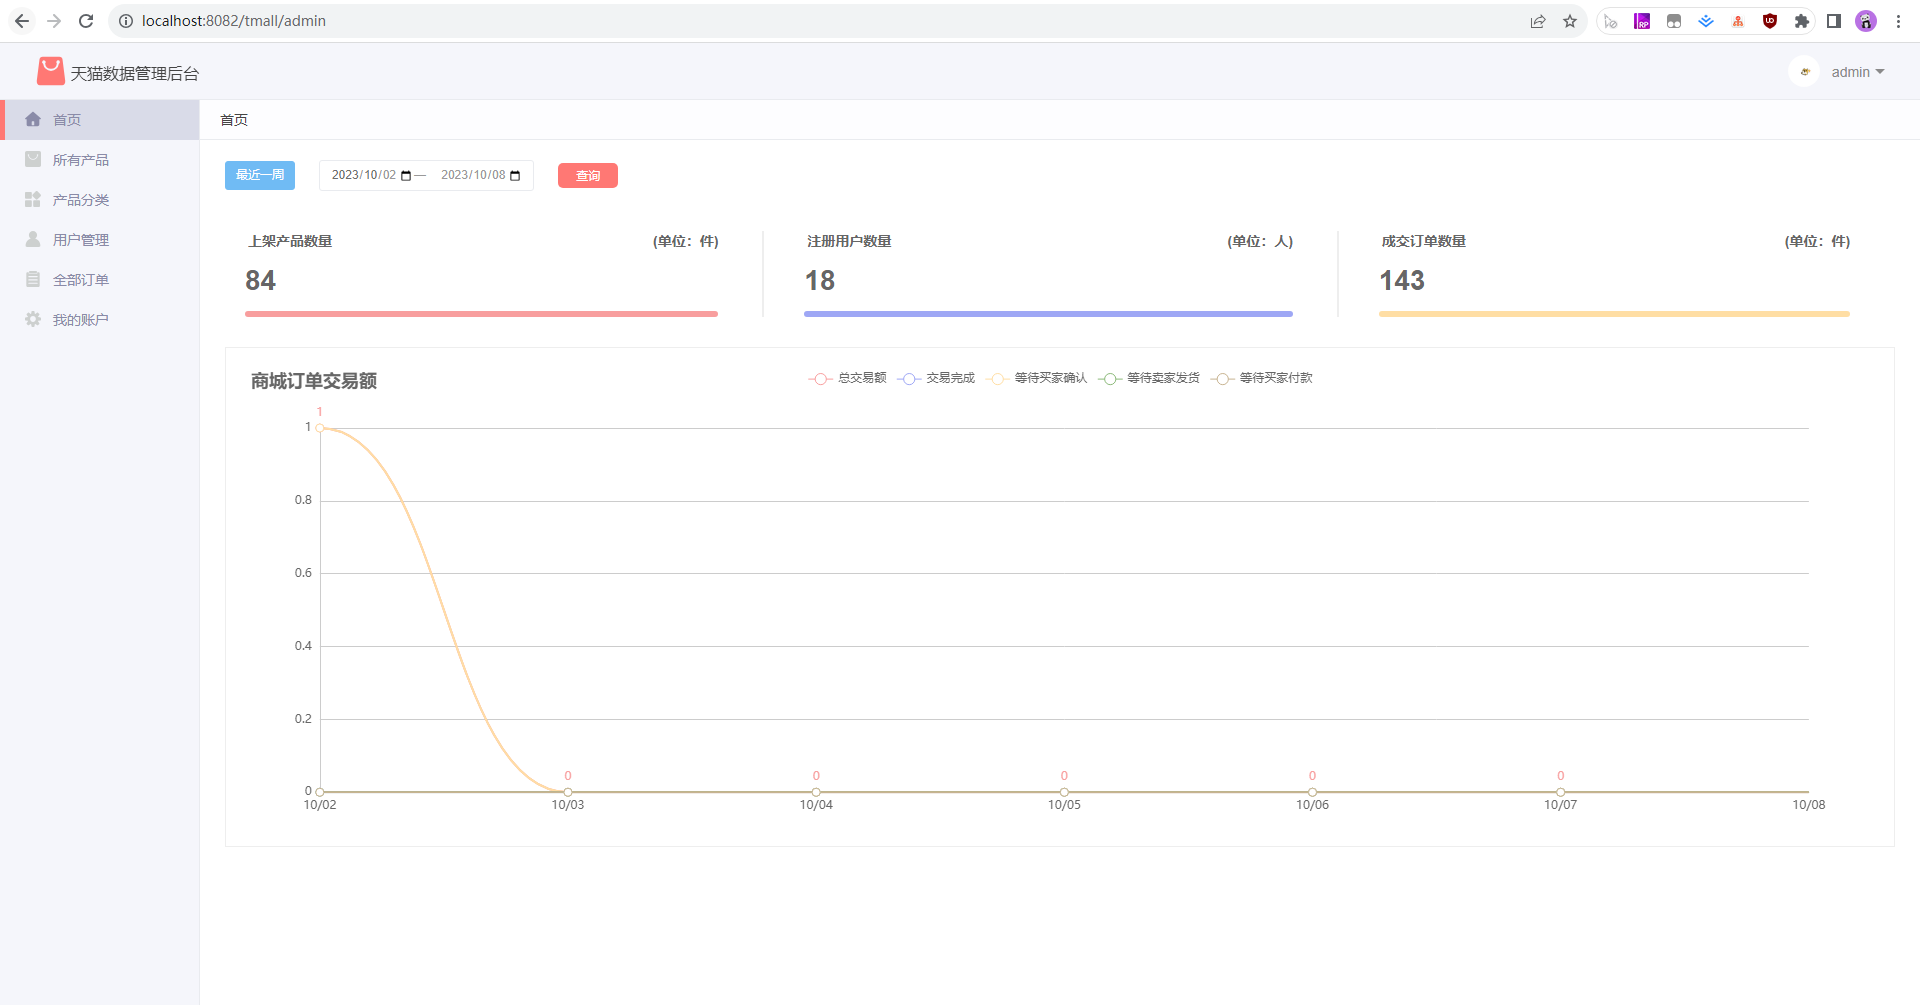 localhost:8082/tmall/admin
天猫数据管理后台
admin
首页
所有产品
产品分类
用户管理
全部订单
我的账户
首页
最近一周 2023/10/02 — 2023/10/08 查询
上架产品数量 (单位：件)
84
注册用户数量 (单位：人)
18
成交订单数量 (单位：件)
143
商城订单交易额
总交易额 交易完成 等待买家确认 等待卖家发货 等待买家付款
1
1
0.8
0.6
0.4
0.2
0 0 0 0 0
0
10/02 10/03 10/04 10/05 10/06 10/07 10/08